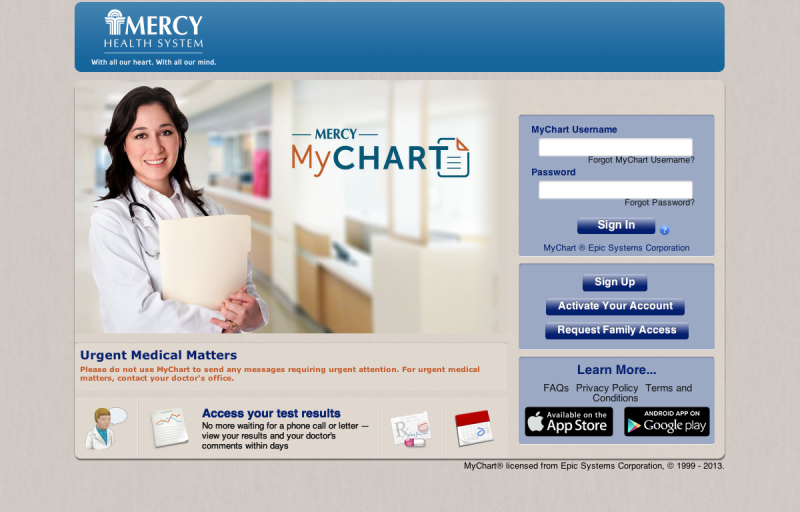 MERCY
HEALTH SYSTEM
With all our heart. With all our mind.
MERCY
MyCHART
MyChart Username
Forgot MyChart Username?
Password
Forgot Password?
Sign In
?
MyChart ® Epic Systems Corporation
Sign Up
Activate Your Account
Request Family Access
Urgent Medical Matters
Please do not use MyChart to send any messages requiring urgent attention. For urgent medical
matters, contact your doctor's office.
Learn More...
FAQs Privacy Policy Terms and
Conditions
Available on the
App Store
ANDROID APP ON
Google play
Access your test results
No more waiting for a phone call or letter —
view your results and your doctor's
comments within days
Rx
a
MyChart® licensed from Epic Systems Corporation, © 1999 - 2013.